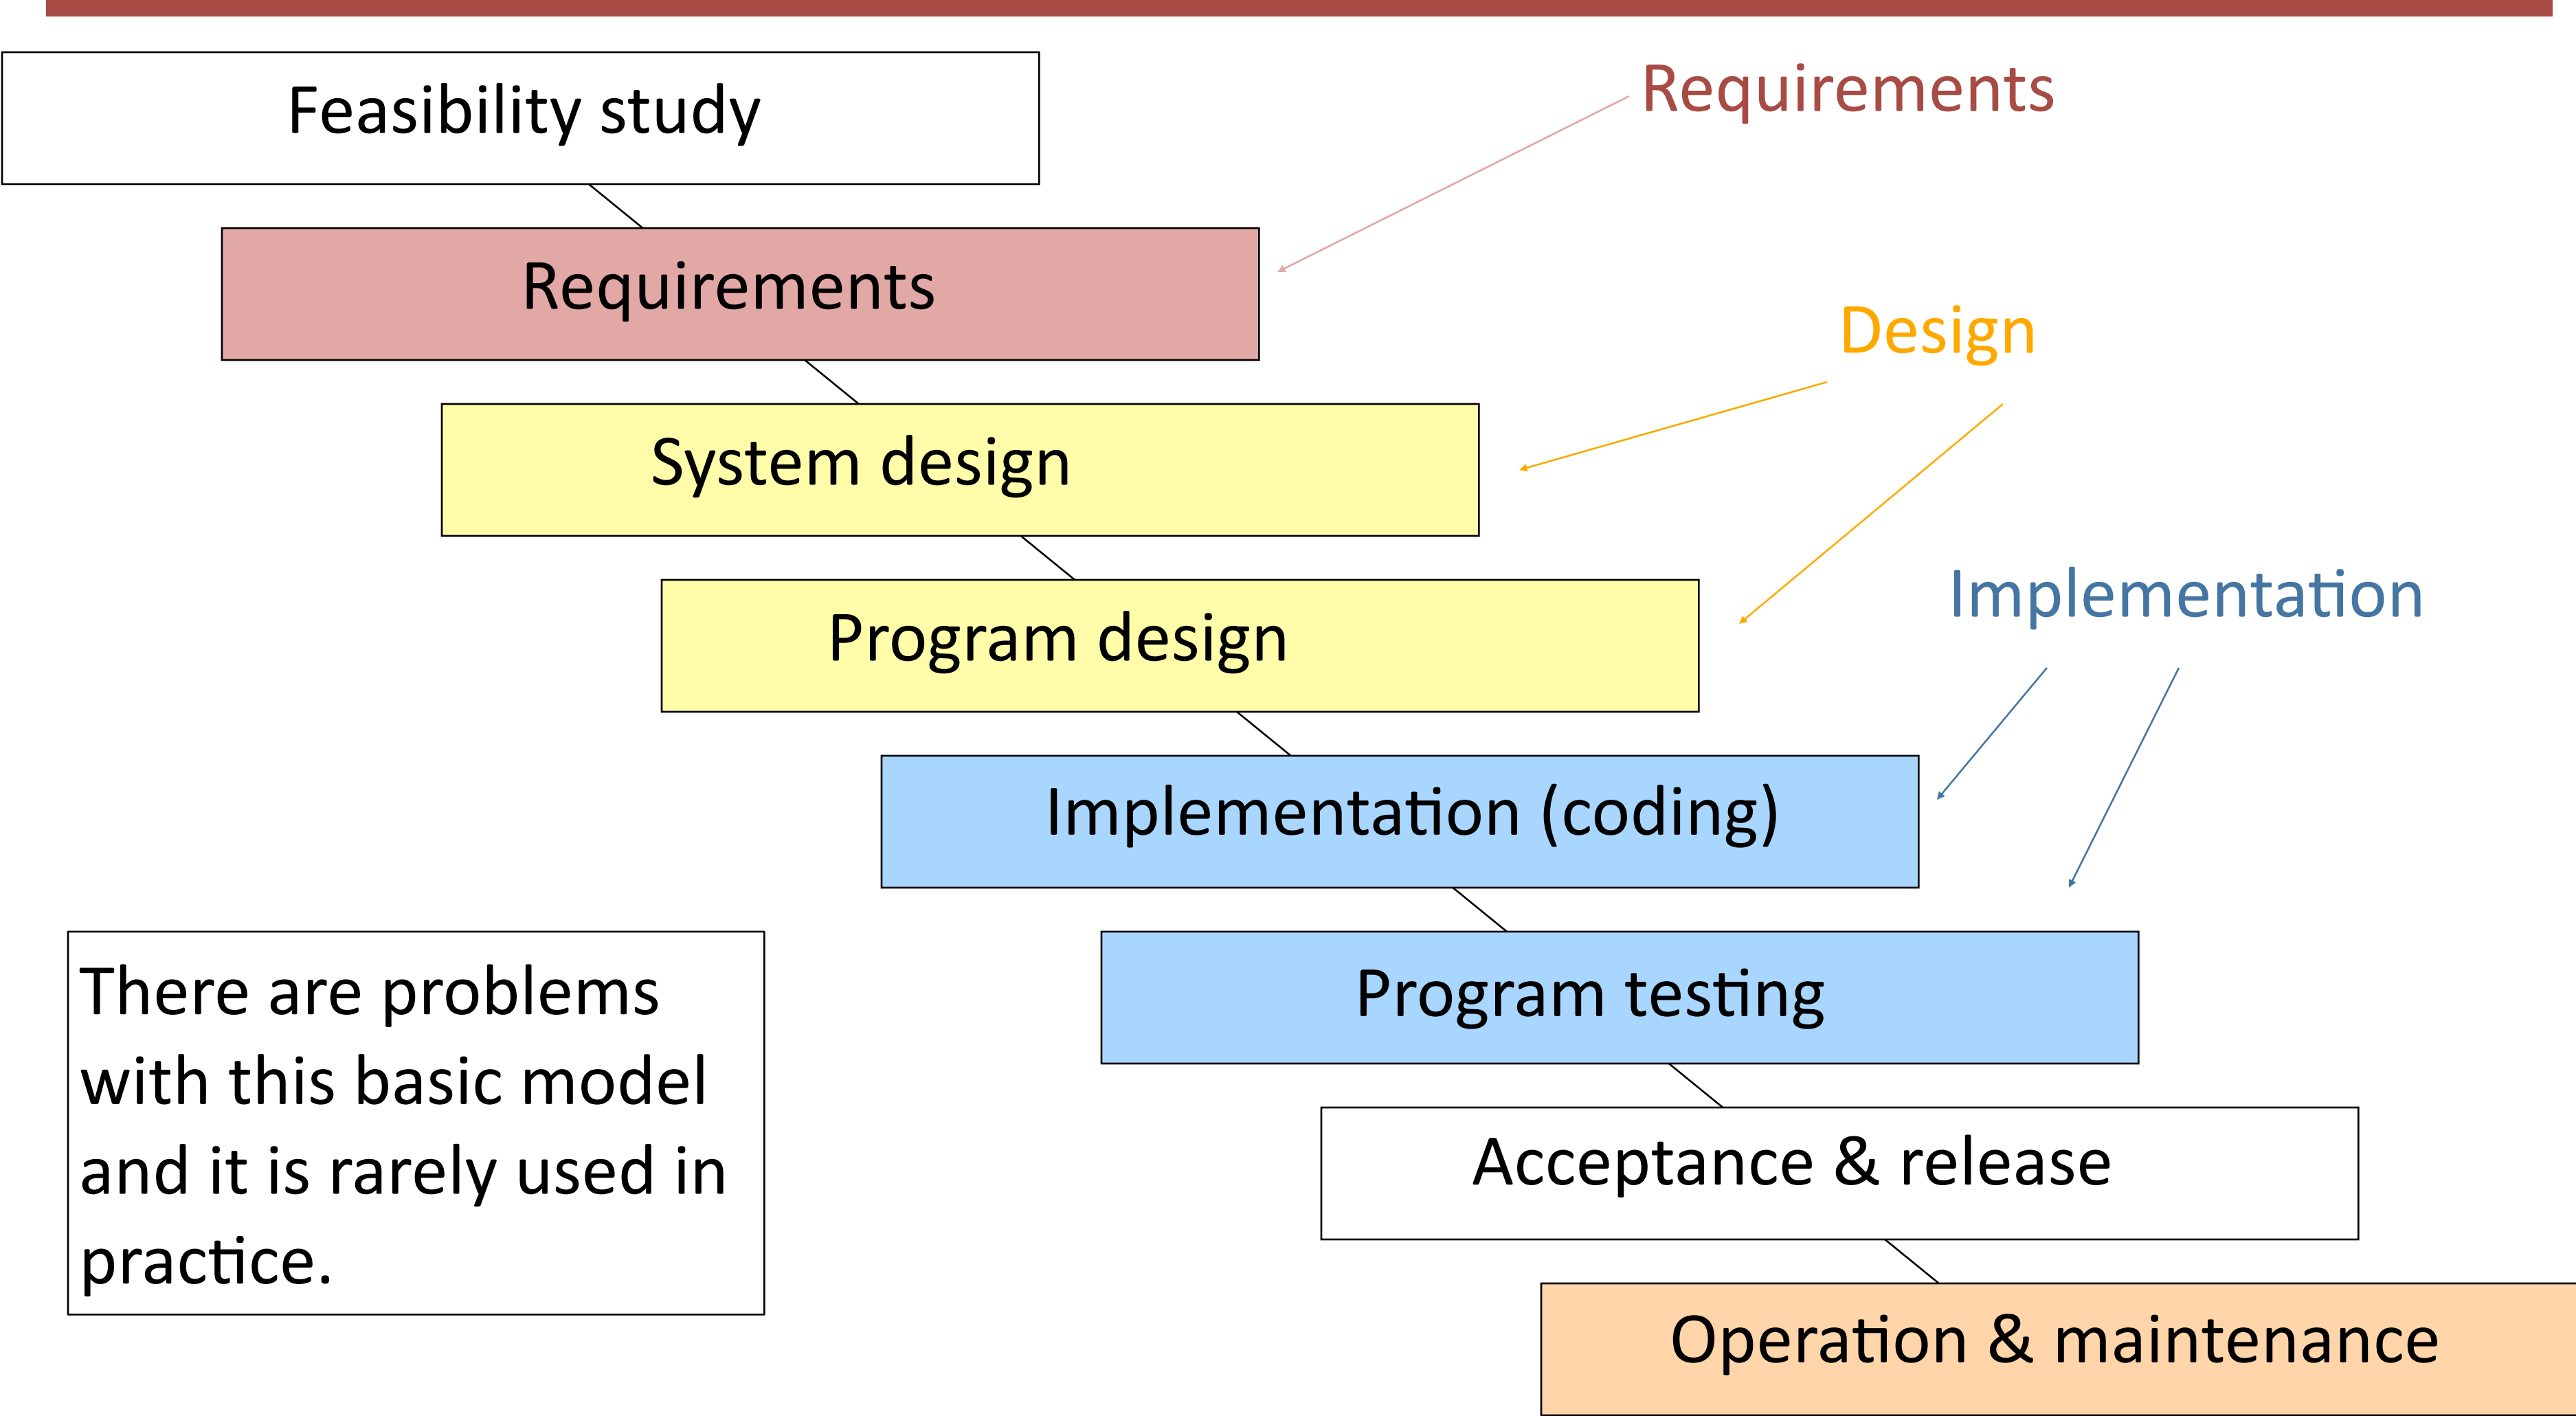 Feasibility study
Requirements
Requirements
Design
System design
Program design
Implementation
Implementation (coding)
Program testing
There are problems
with this basic model
and it is rarely used in
practice.
Acceptance & release
Operation & maintenance